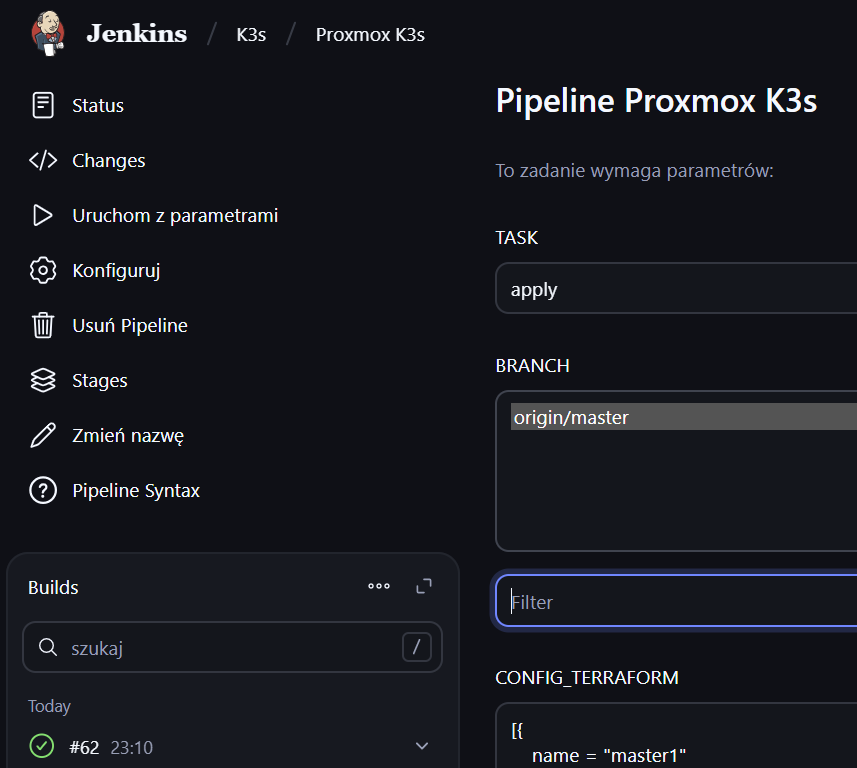 Jenkins / K3s / Proxmox K3s
Status
Changes
Uruchom z parametrami
Konfiguruj
Usuń Pipeline
Stages
Zmień nazwę
Pipeline Syntax
Builds
szukaj /
Today
#62 23:10
Pipeline Proxmox K3s
To zadanie wymaga parametrów:
TASK
apply
BRANCH
origin/master
Filter
CONFIG_TERRAFORM
[{
name = "master1"